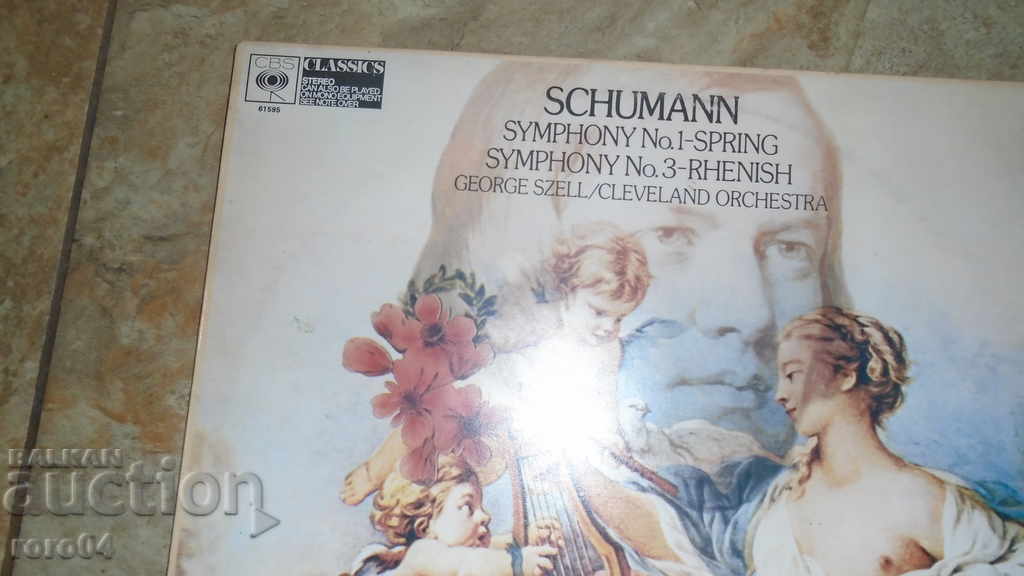 CBS
CLASSICS
STEREO
CAN ALSO BE PLAYED
ON MONO EQUIPMENT
SEE NOTE OVER
61595
SCHUMANN
SYMPHONY No.1-SPRING
SYMPHONY No.3-RHENISH
GEORGE SZELL/CLEVELAND ORCHESTRA
BALKAN
auction
roro04